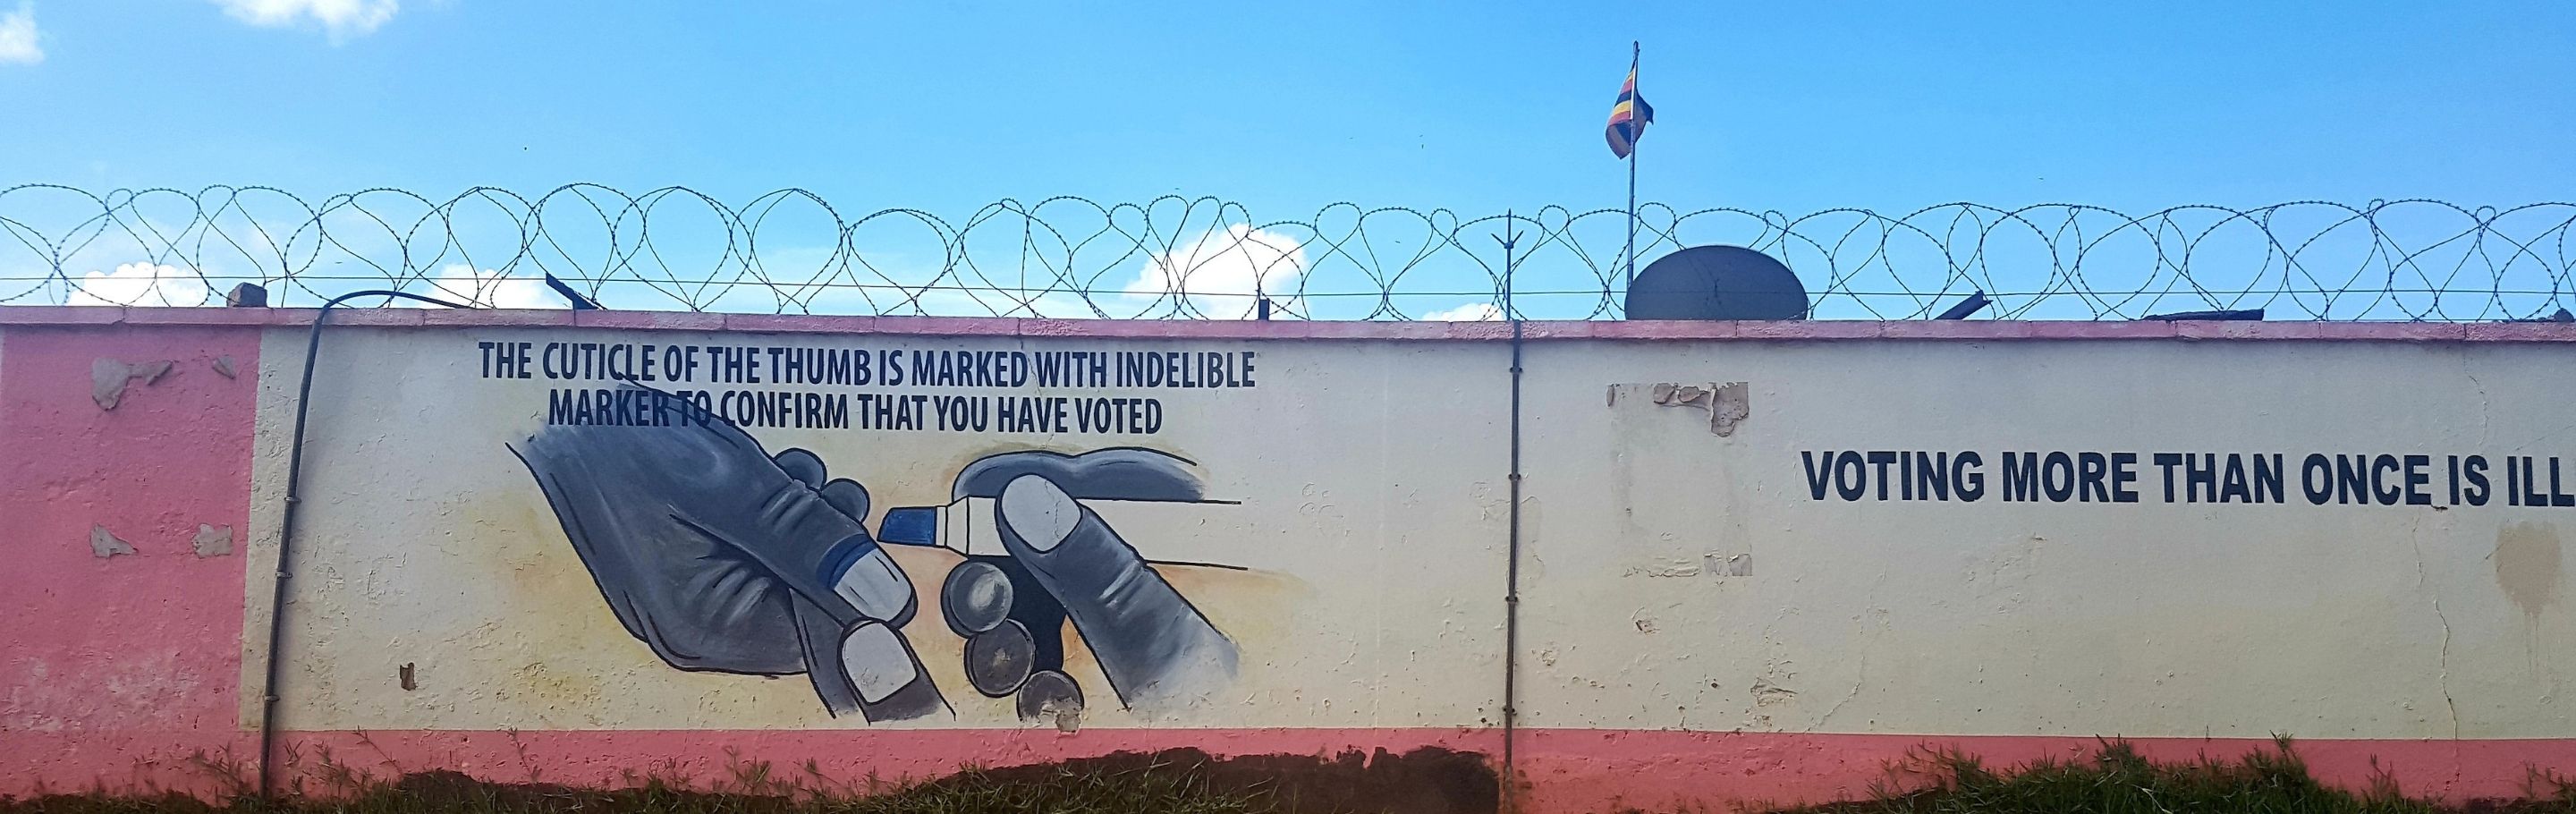 THE CUTICLE OF THE THUMB IS MARKED WITH INDELIBLE
MARKER TO CONFIRM THAT YOU HAVE VOTED
VOTING MORE THAN ONCE IS ILL